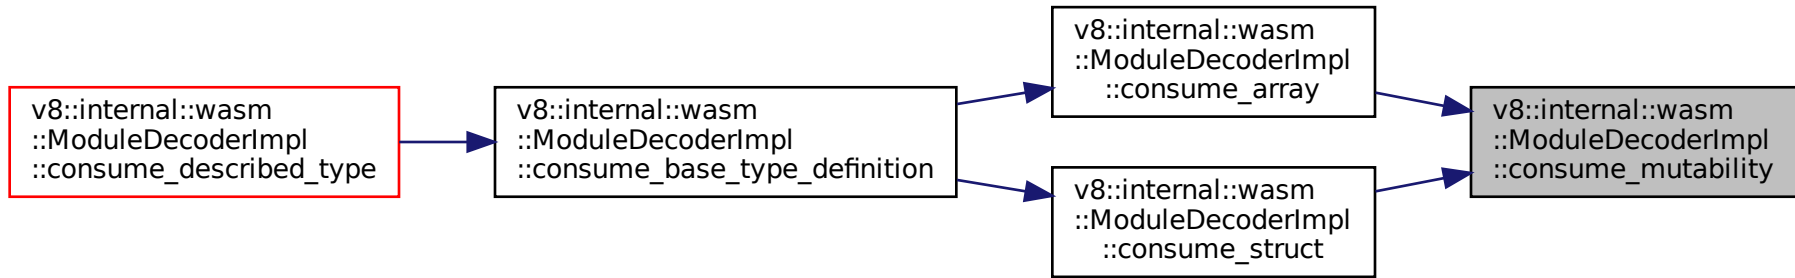 v8::internal::wasm
::ModuleDecoderImpl
::consume_described_type
v8::internal::wasm
::ModuleDecoderImpl
::consume_base_type_definition
v8::internal::wasm
::ModuleDecoderImpl
::consume_array
v8::internal::wasm
::ModuleDecoderImpl
::consume_struct
v8::internal::wasm
::ModuleDecoderImpl
::consume_mutability